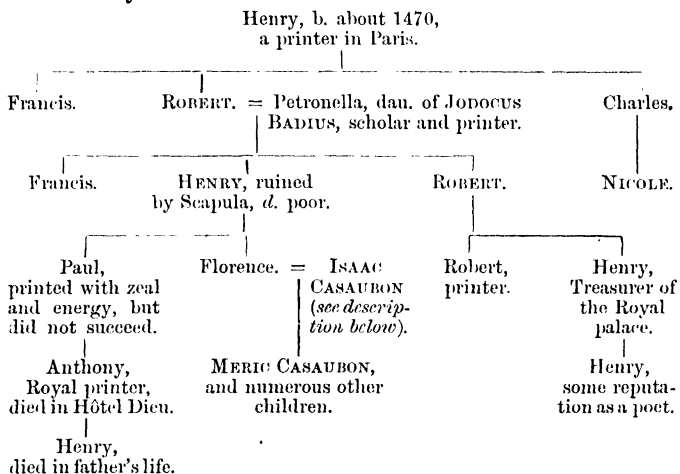 Henry, b. about 1470,
a printer in Paris.
Francis. ROBERT. = Petronella, dau. of JODOCUS Charles.
BADIUS, scholar and printer.
Francis. HENRY, ruined ROBERT. NICOLE.
by Scapula, d. poor.
Paul, Florence. = ISAAC Robert, Henry,
printed with zeal CASAUBON printer. Treasurer of
and energy, but (see descrip- the Royal
did not succeed. tion below). palace.
Anthony, MERIC CASAUBON, Henry,
Royal printer, and numerous other some reputa-
died in Hôtel Dieu. children. tion as a poet.
Henry,
died in father's life.